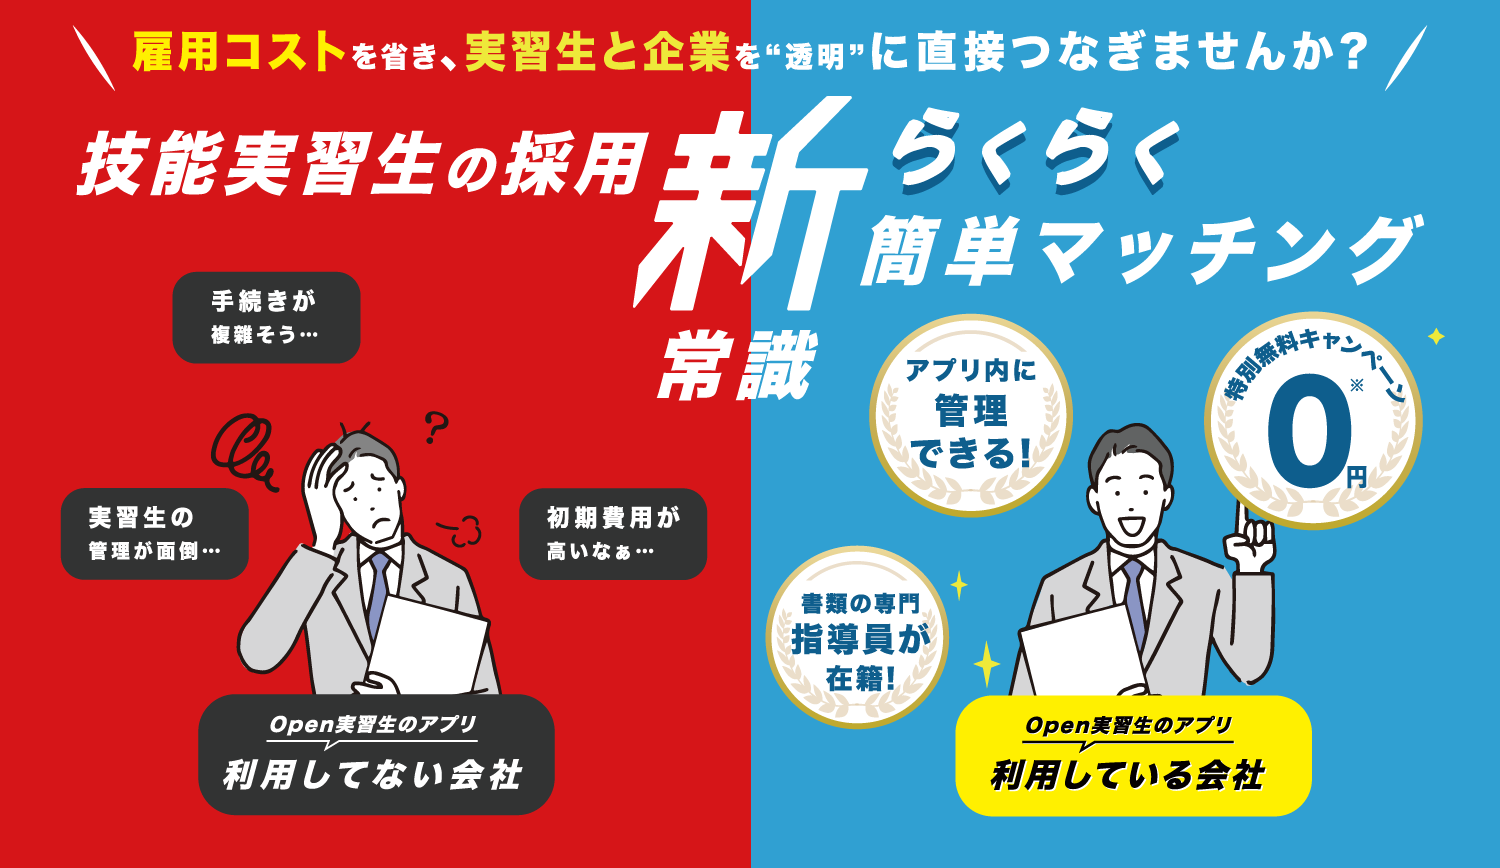 雇用コストを省き、実習生と企業を“透明”に直接つなぎませんか？
技能実習生の採用
新
常識
らくらく
簡単マッチング
手続きが
複雑そう…
?
実習生の
管理が面倒…
初期費用が
高いなぁ…
Open実習生のアプリ
利用してない会社
アプリ内に
管理
できる!
特別無料キャンペーン
0※
円
書類の専門
指導員が
在籍!
Open実習生のアプリ
利用している会社